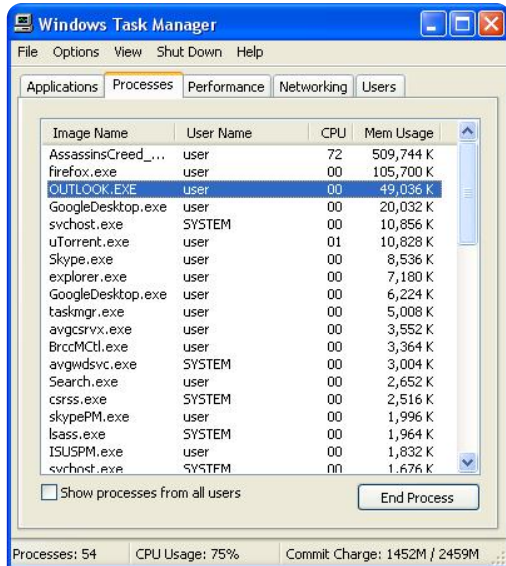 Windows Task Manager
File Options View Shut Down Help
Applications Processes Performance Networking Users
Image Name User Name CPU Mem Usage
AssassinsCreed_... user 72 509,744 K
firefox.exe user 00 105,700 K
OUTLOOK.EXE user 00 49,036 K
GoogleDesktop.exe user 00 20,032 K
svchost.exe SYSTEM 00 10,856 K
uTorrent.exe user 01 10,828 K
Skype.exe user 00 8,536 K
explorer.exe user 00 7,180 K
GoogleDesktop.exe user 00 6,224 K
taskmgr.exe user 00 5,008 K
avgcsrvx.exe user 00 3,552 K
BrccMCtl.exe user 00 3,364 K
avgwdsvc.exe SYSTEM 00 3,004 K
Search.exe user 00 2,652 K
csrss.exe SYSTEM 00 2,516 K
skypePM.exe user 00 1,996 K
lsass.exe SYSTEM 00 1,964 K
ISUSPM.exe user 00 1,832 K
svchost.exe SYSTEM 00 1,676 K
Show processes from all users End Process
Processes: 54 CPU Usage: 75% Commit Charge: 1452M / 2459M